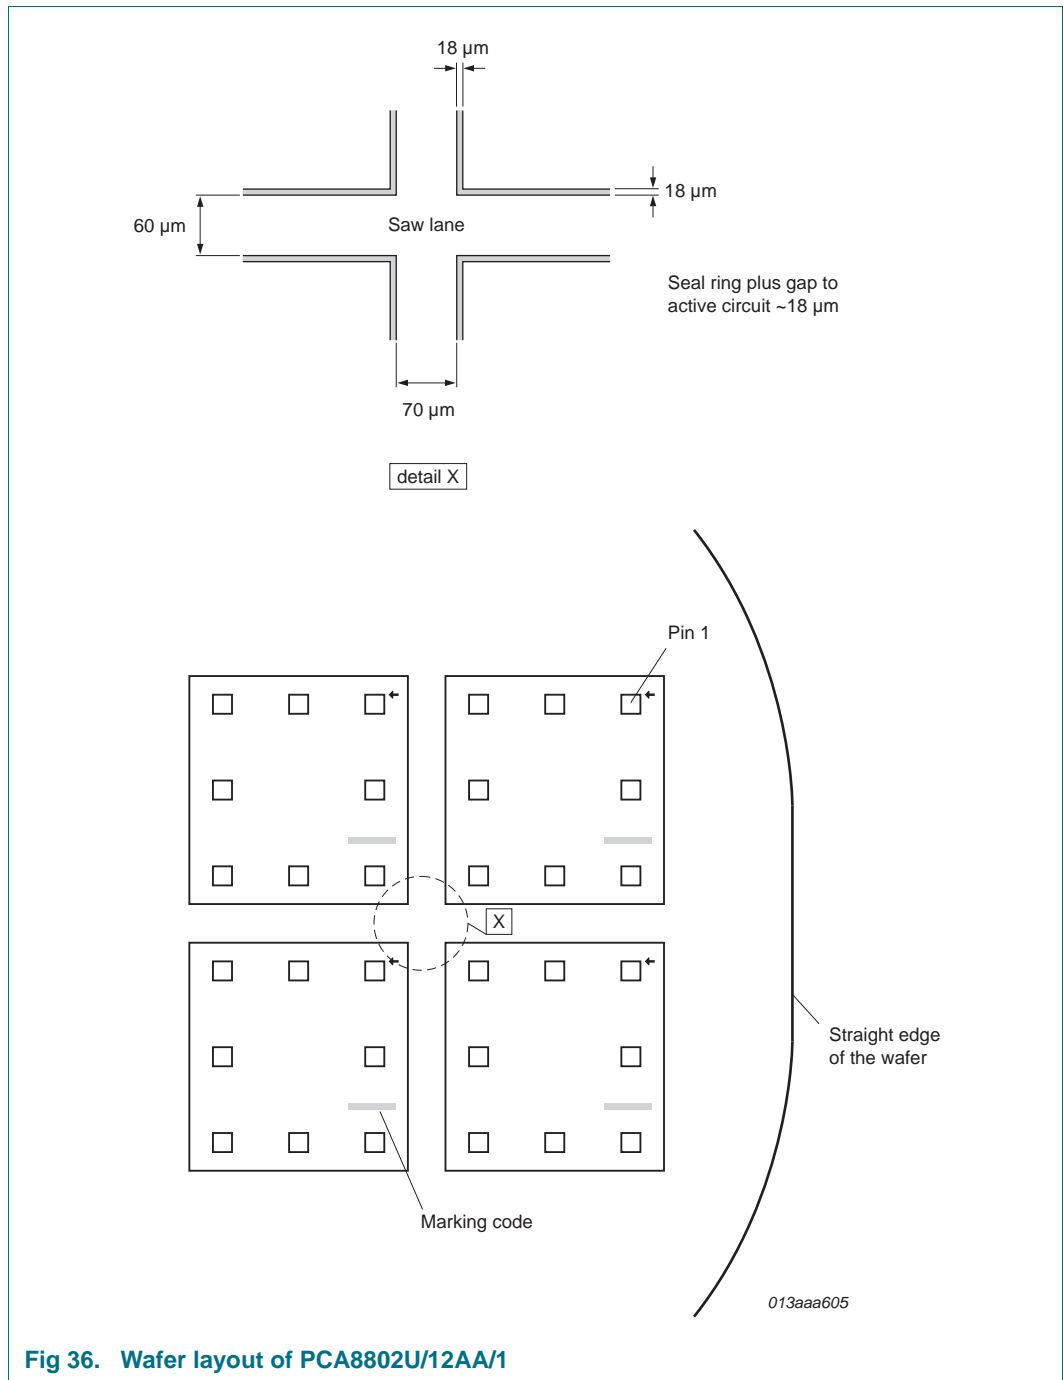 18 µm
18 µm
60 µm
Saw lane
Seal ring plus gap to
active circuit ~18 µm
70 µm
detail X
Pin 1
X
Straight edge
of the wafer
Marking code
013aaa605
Fig 36. Wafer layout of PCA8802U/12AA/1